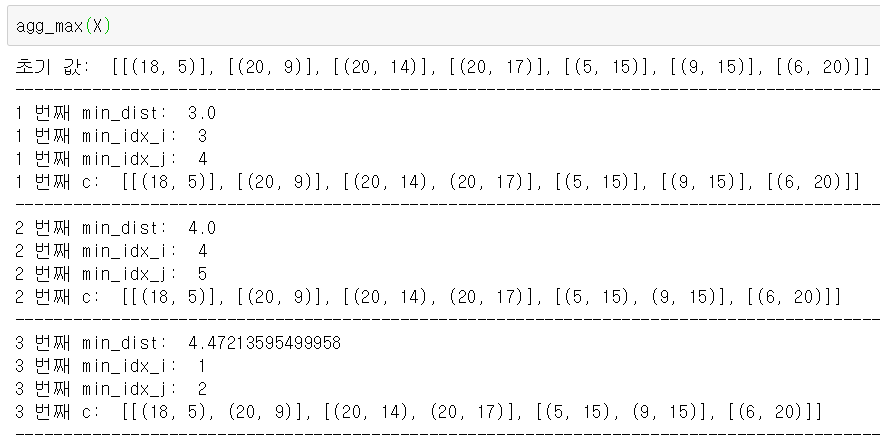 agg_max(X)
초기 값:  [[(18, 5)], [(20, 9)], [(20, 14)], [(20, 17)], [(5, 15)], [(9, 15)], [(6, 20)]]
------------------------------------------------------------------------------------------
1 번째 min_dist:  3.0
1 번째 min_idx_i:  3
1 번째 min_idx_j:  4
1 번째 c:  [[(18, 5)], [(20, 9)], [(20, 14), (20, 17)], [(5, 15)], [(9, 15)], [(6, 20)]]
------------------------------------------------------------------------------------------
2 번째 min_dist:  4.0
2 번째 min_idx_i:  4
2 번째 min_idx_j:  5
2 번째 c:  [[(18, 5)], [(20, 9)], [(20, 14), (20, 17)], [(5, 15), (9, 15)], [(6, 20)]]
------------------------------------------------------------------------------------------
3 번째 min_dist:  4.47213595499958
3 번째 min_idx_i:  1
3 번째 min_idx_j:  2
3 번째 c:  [[(18, 5), (20, 9)], [(20, 14), (20, 17)], [(5, 15), (9, 15)], [(6, 20)]]
------------------------------------------------------------------------------------------